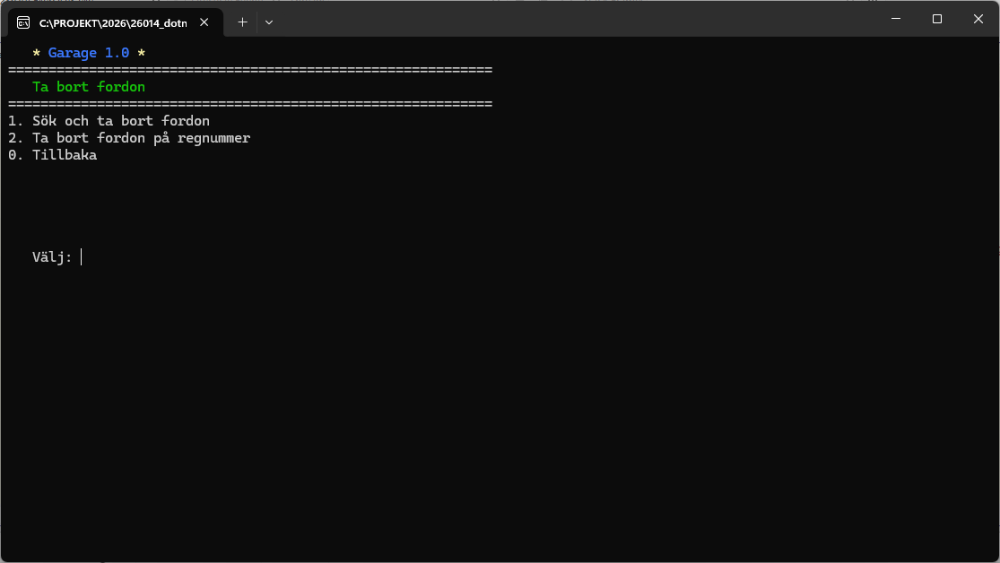 C:\PROJEKT\2026\26014_dotn
* Garage 1.0 *
============================================================
Ta bort fordon
============================================================
1. Sök och ta bort fordon
2. Ta bort fordon på regnummer
0. Tillbaka
Välj: